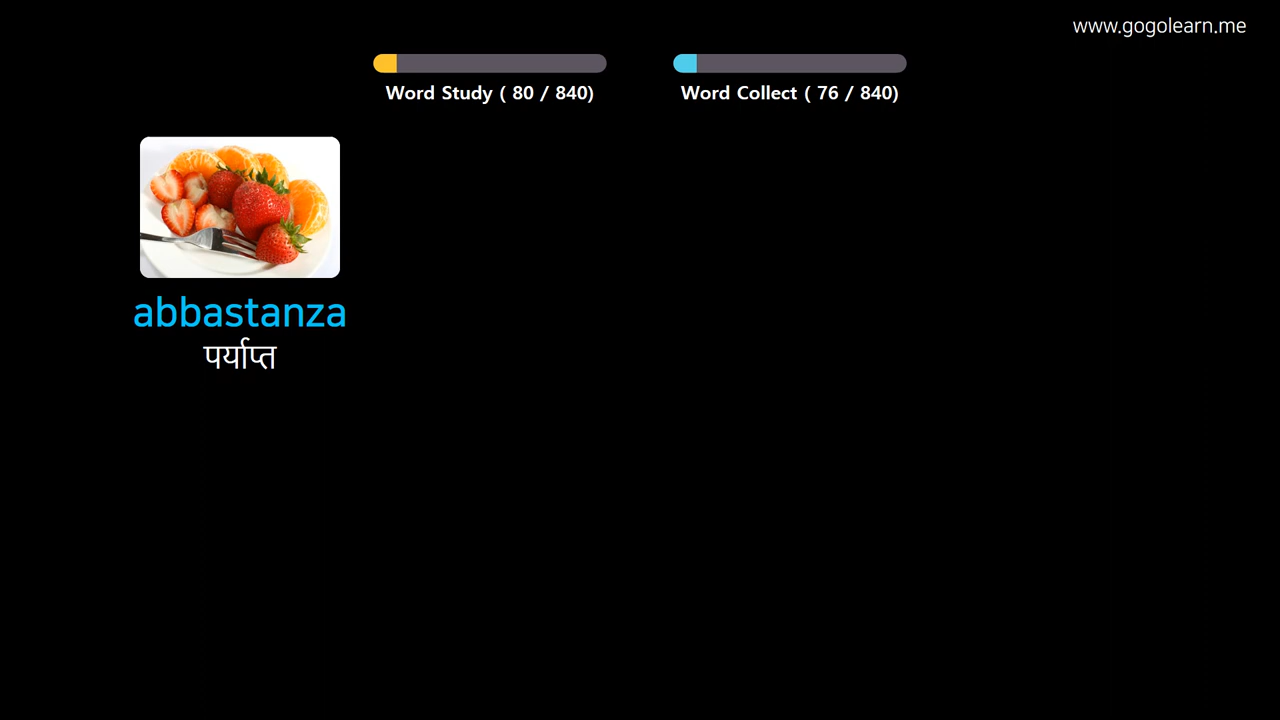 www.gogolearn.me
Word Study ( 80 / 840)
Word Collect ( 76 / 840)
abbastanza
पर्याप्त